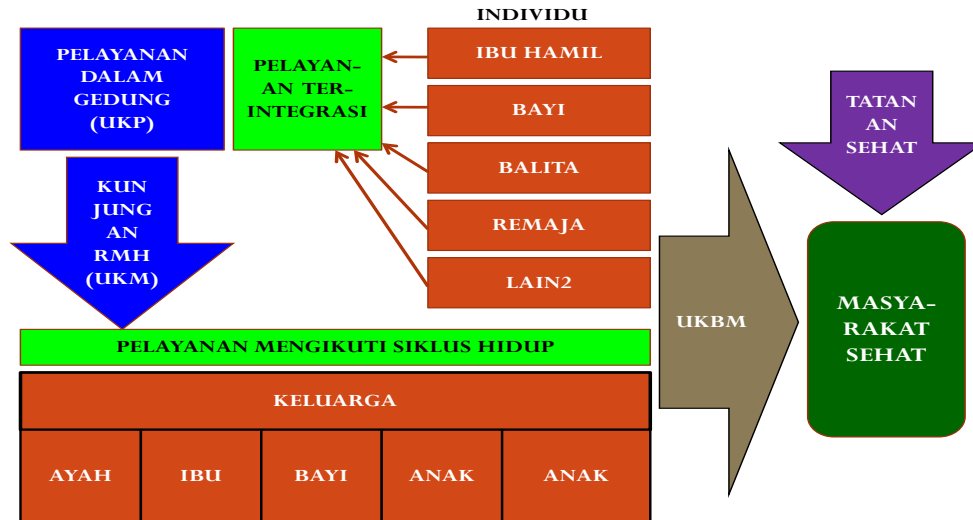 INDIVIDU
PELAYANAN
DALAM
GEDUNG
(UKP)
PELAYAN-
AN TER-
INTEGRASI
IBU HAMIL
BAYI
BALITA
REMAJA
LAIN2
KUN
JUNG
AN
RMH
(UKM)
PELAYANAN MENGIKUTI SIKLUS HIDUP
KELUARGA
AYAH
IBU
BAYI
ANAK
ANAK
UKBM
TATAN
AN
SEHAT
MASYA-
RAKAT
SEHAT